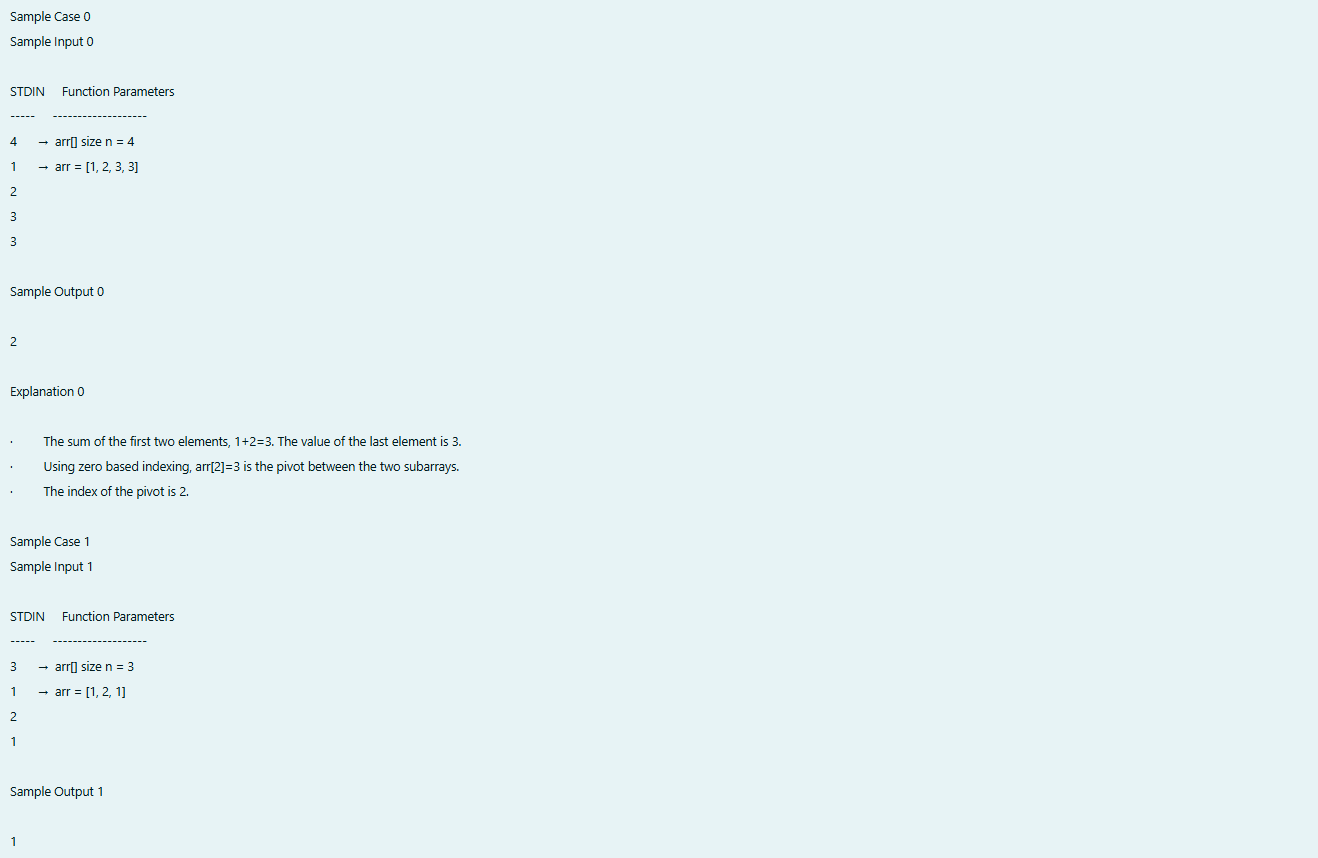 Sample Case 0
Sample Input 0
STDIN Function Parameters
----- -------------------
4 → arr[] size n = 4
1 → arr = [1, 2, 3, 3]
2
3
3
Sample Output 0
2
Explanation 0
· The sum of the first two elements, 1+2=3. The value of the last element is 3.
· Using zero based indexing, arr[2]=3 is the pivot between the two subarrays.
· The index of the pivot is 2.
Sample Case 1
Sample Input 1
STDIN Function Parameters
----- -------------------
3 → arr[] size n = 3
1 → arr = [1, 2, 1]
2
1
Sample Output 1
1